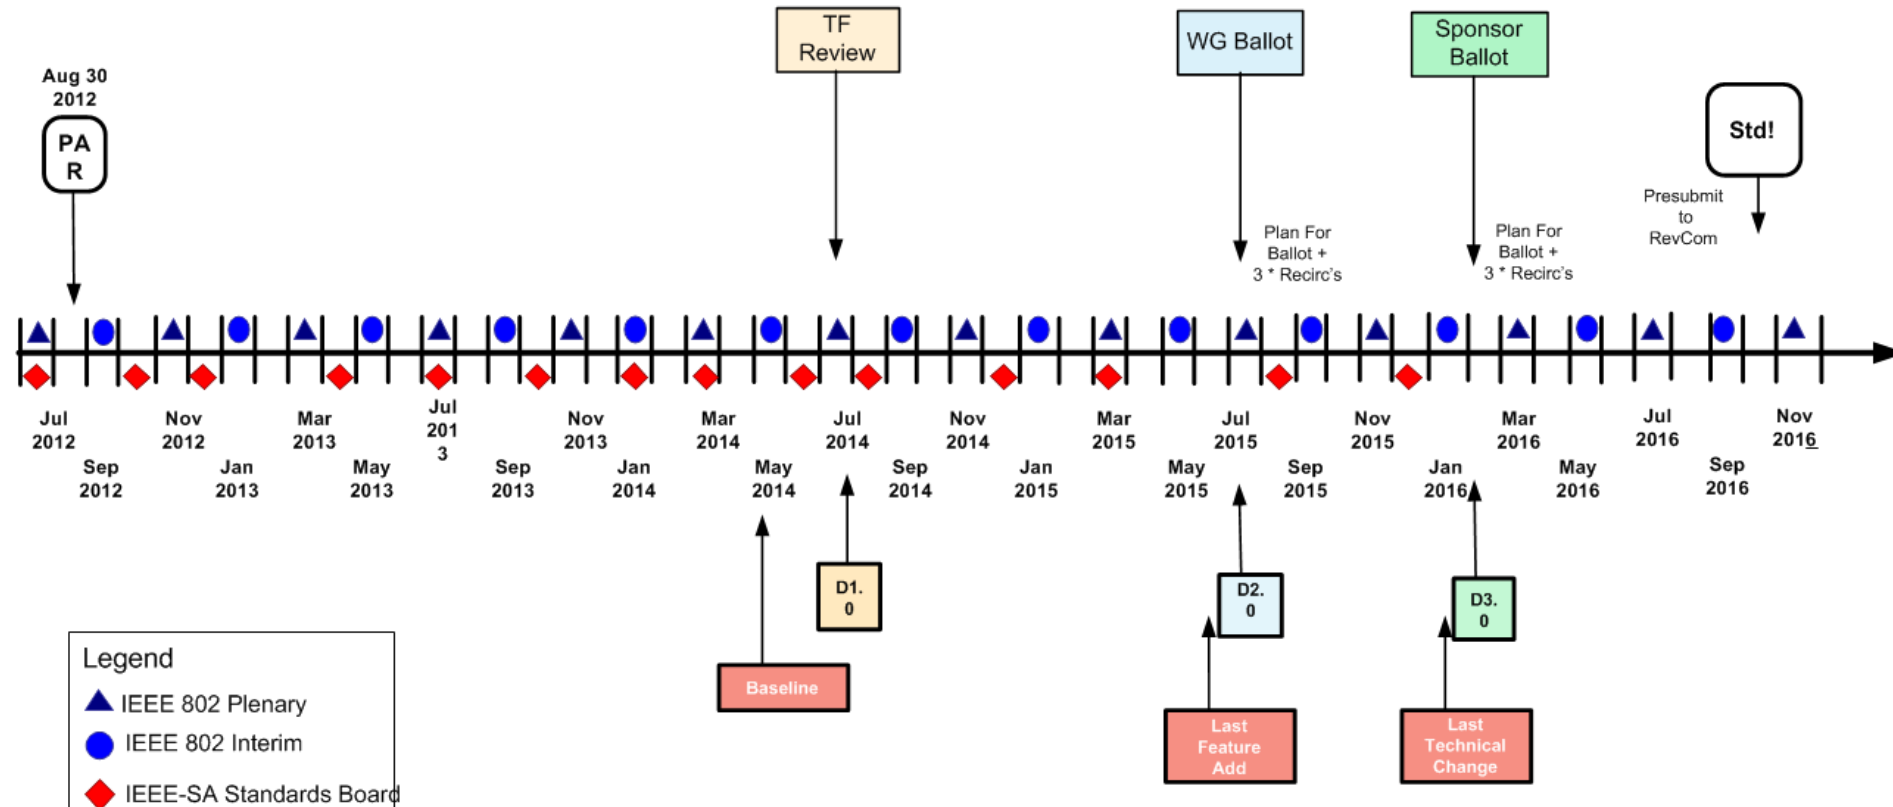 TF
Review
WG Ballot
Sponsor
Ballot
Aug 30
2012
PA
R
Std!
Presubmit
to
RevCom
Plan For
Ballot +
3 * Recirc's
Plan For
Ballot +
3 * Recirc's
Jul
2012
Nov
2012
Mar
2013
Jul
201
3
Nov
2013
Mar
2014
Jul
2014
Nov
2014
Mar
2015
Jul
2015
Nov
2015
Mar
2016
Jul
2016
Nov
2016
Sep
2012
Jan
2013
May
2013
Sep
2013
Jan
2014
May
2014
Sep
2014
Jan
2015
May
2015
Sep
2015
Jan
2016
May
2016
Sep
2016
D1.
0
D2.
0
D3.
0
Baseline
Last
Feature
Add
Last
Technical
Change
Legend
IEEE 802 Plenary
IEEE 802 Interim
IEEE-SA Standards Board